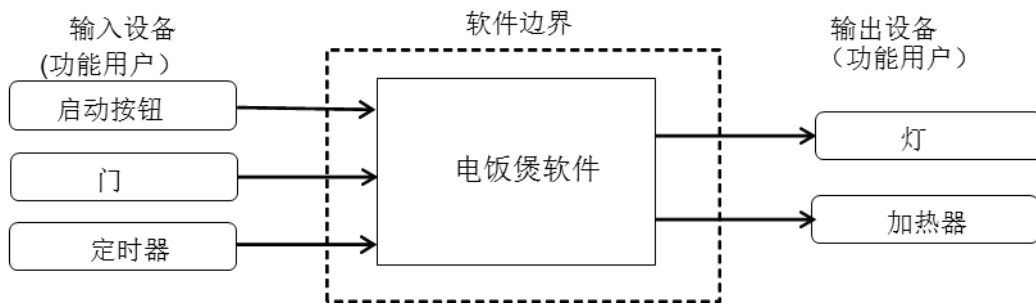 输入设备
(功能用户）
软件边界
输出设备
（功能用户）
启动按钮
门
定时器
电饭煲软件
灯
加热器